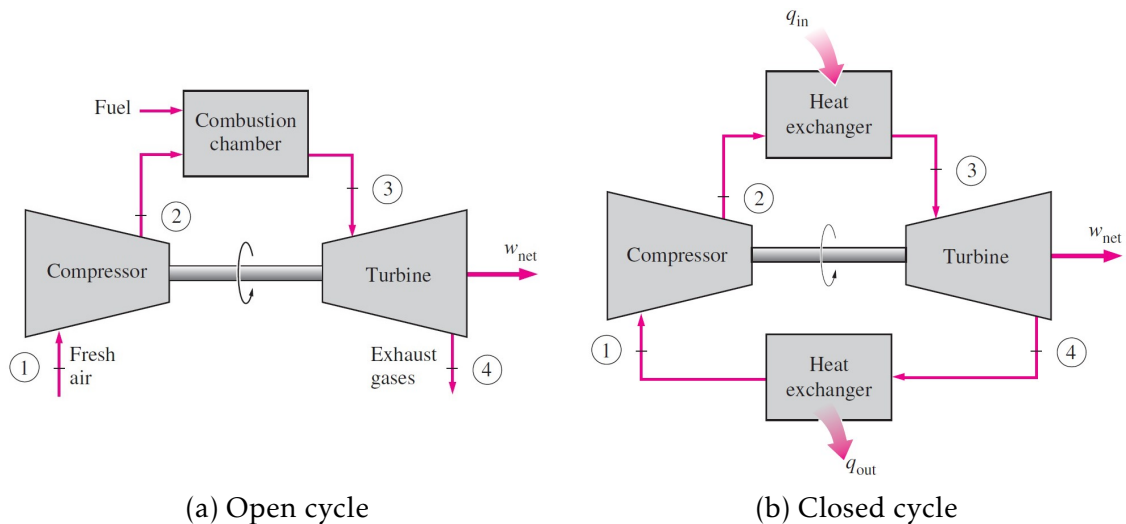 Fuel
Combustion
chamber
2
3
Compressor
Turbine
w_net
1
Fresh
air
Exhaust
gases
4
(a) Open cycle
q_in
Heat
exchanger
2
3
Compressor
Turbine
w_net
1
Heat
exchanger
4
q_out
(b) Closed cycle